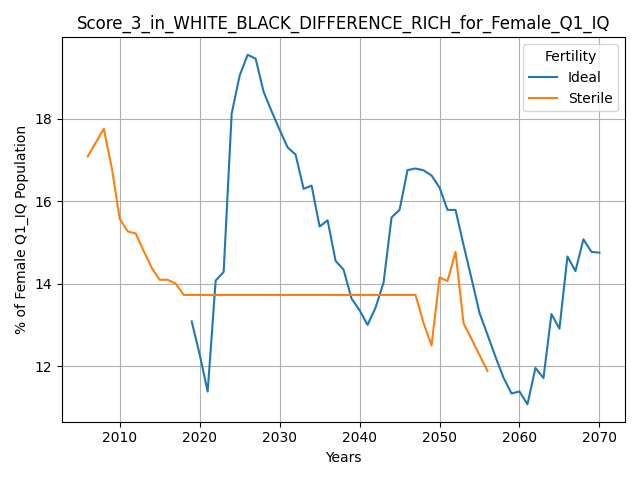 Score_3_in_WHITE_BLACK_DIFFERENCE_RICH_for_Female_Q1_IQ
Fertility
Ideal
Sterile
% of Female Q1_IQ Population
18
16
14
12
2010 2020 2030 2040 2050 2060 2070
Years